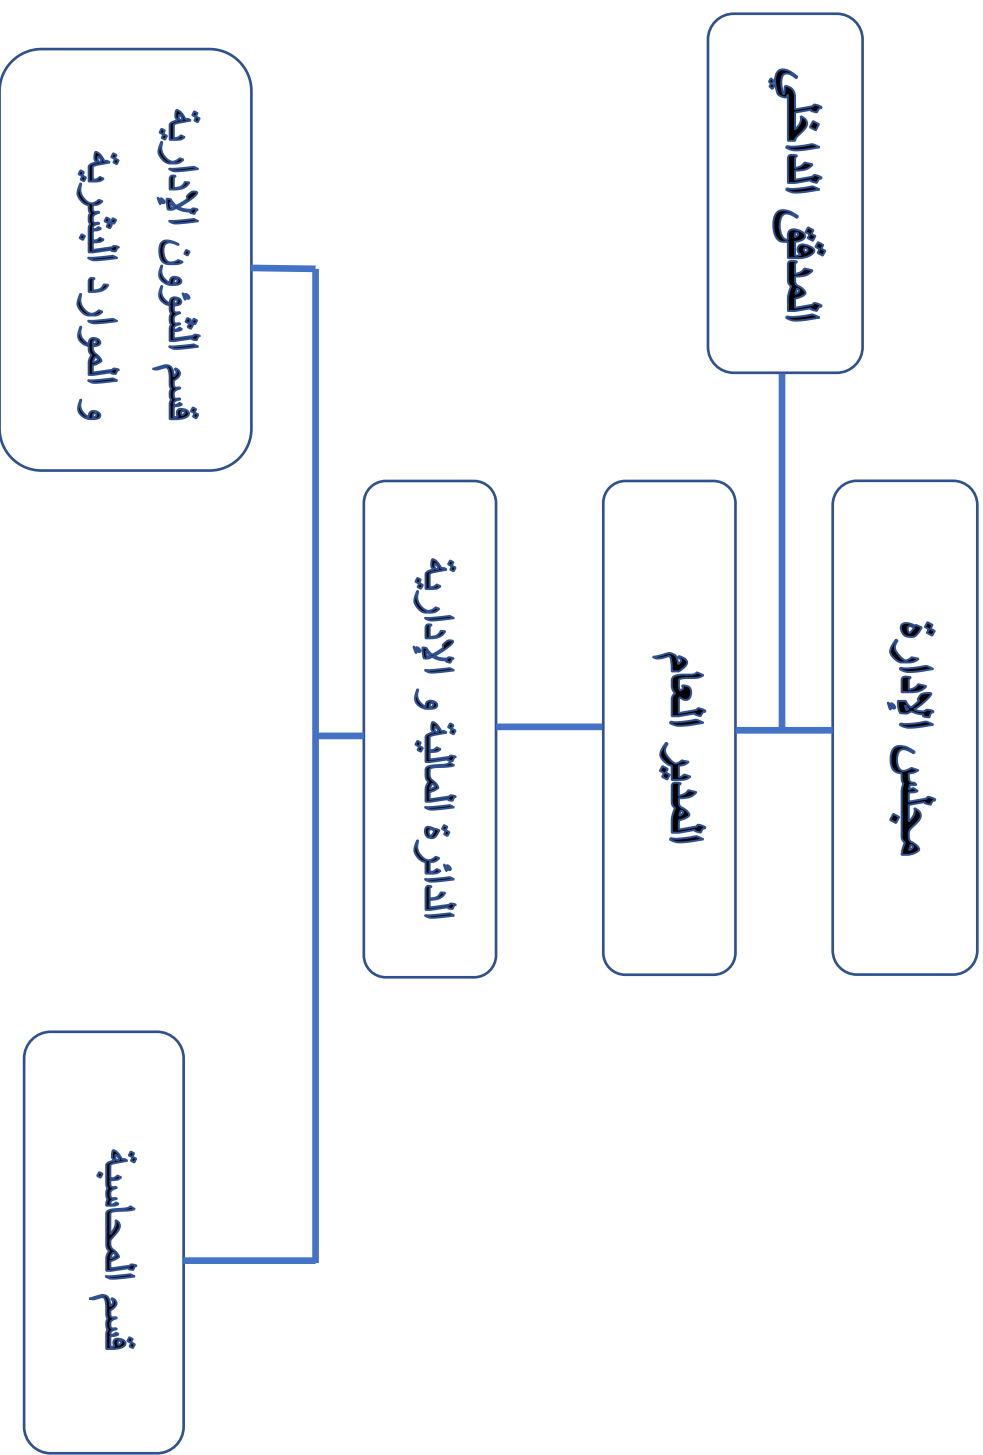 مجلس الإدارة
المدقق الداخلي
المدير العام
الدائرة المالية و الإدارية
قسم الشؤون الإدارية
و الموارد البشرية
قسم المحاسبة